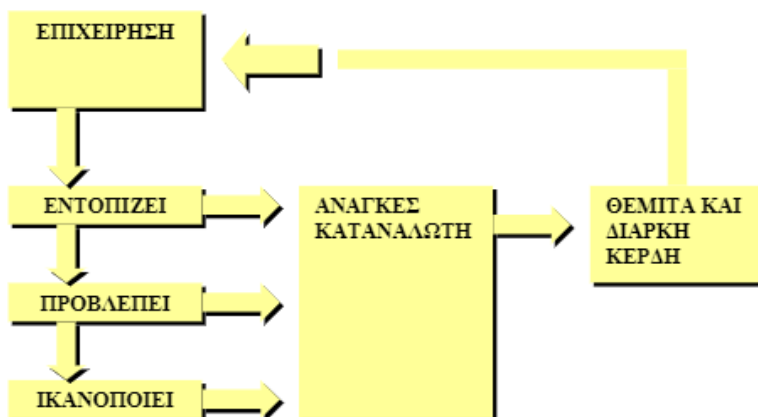 ΕΠΙΧΕΙΡΗΣΗ
ΕΝΤΟΠΙΖΕΙ
ΑΝΑΓΚΕΣ
ΚΑΤΑΝΑΛΩΤΗ
ΘΕΜΙΤΑ ΚΑΙ
ΔΙΑΡΚΗ
ΚΕΡΔΗ
ΠΡΟΒΛΕΠΕΙ
ΙΚΑΝΟΠΟΙΕΙ